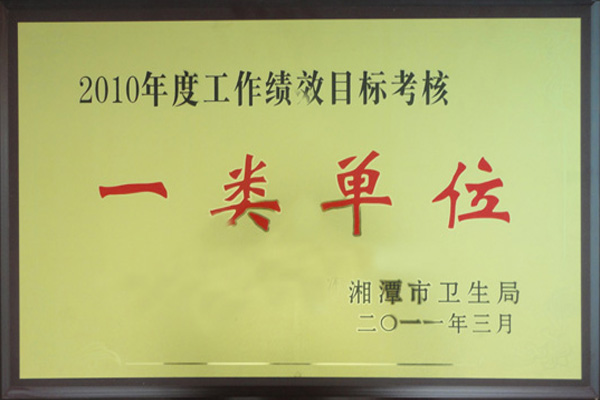 2010年度工作绩效目标考核
一类单位
湘潭市卫生局
二〇一一年三月